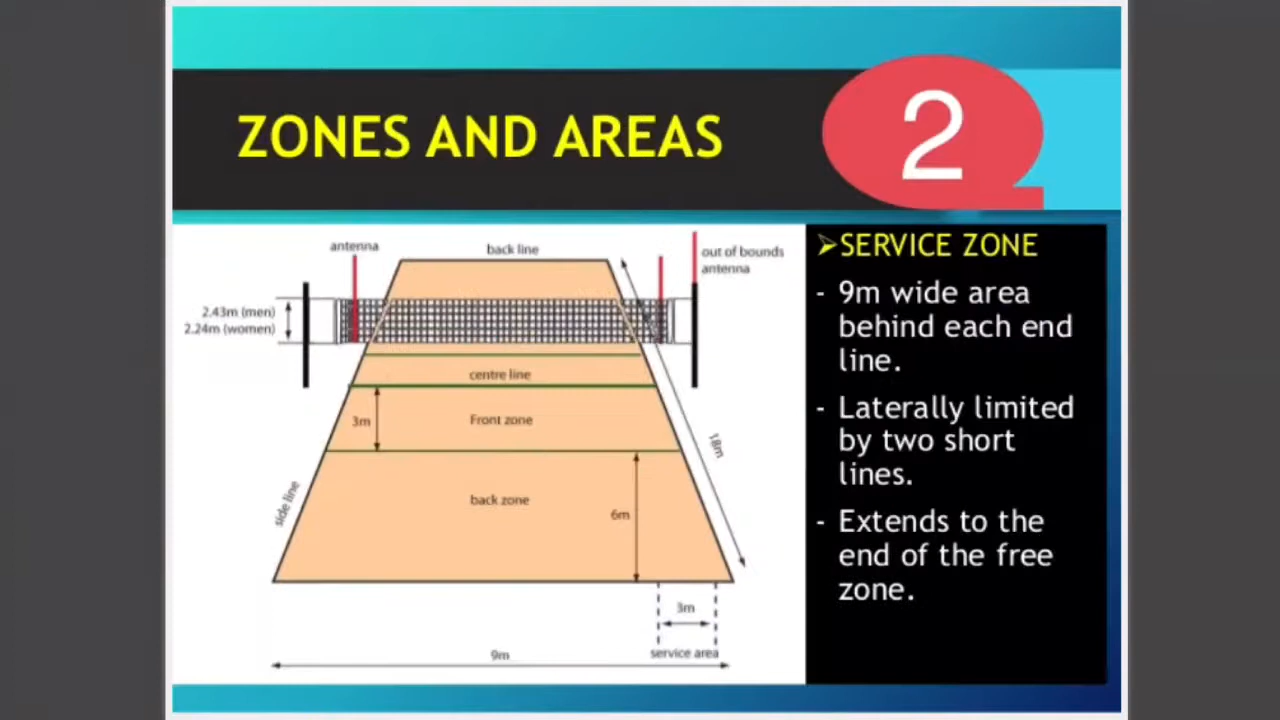 ZONES AND AREAS
2
antenna
back line
out of bounds
antenna
2.43m (men)
2.24m (women)
centre line
3m
Front zone
18m
side line
back zone
6m
3m
service area
9m
➢SERVICE ZONE
- 9m wide area
behind each end
line.
- Laterally limited
by two short
lines.
- Extends to the
end of the free
zone.